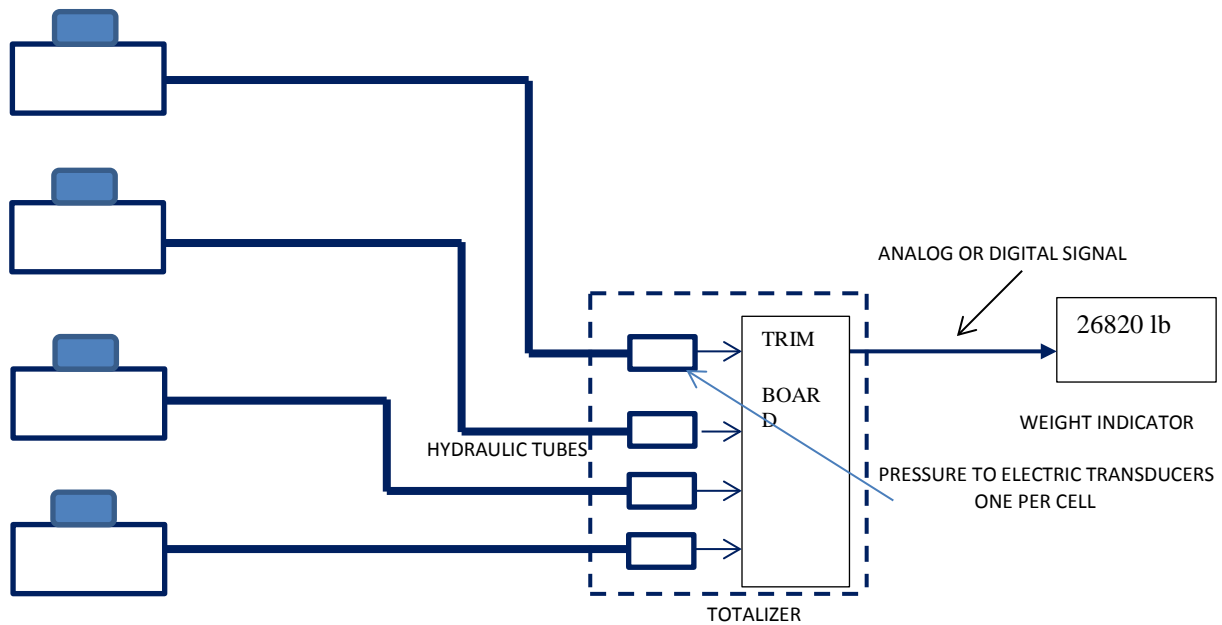 ANALOG OR DIGITAL SIGNAL
26820 lb
TRIM
BOAR
D
WEIGHT INDICATOR
HYDRAULIC TUBES
PRESSURE TO ELECTRIC TRANSDUCERS
ONE PER CELL
TOTALIZER